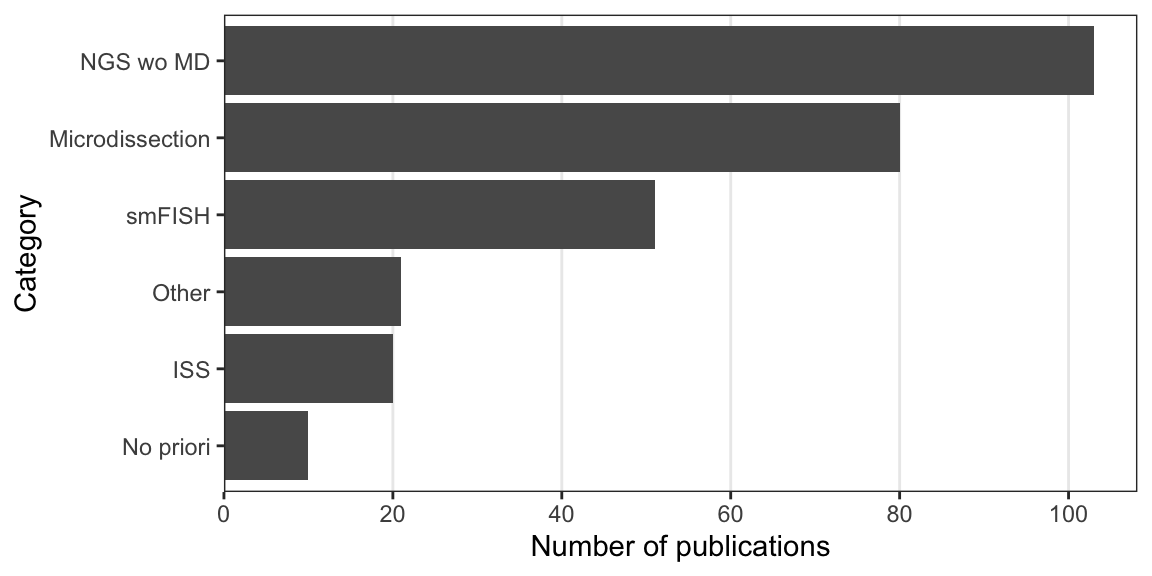 NGS wo MD
Microdissection
smFISH
Other
ISS
No priori
Category
0 20 40 60 80 100
Number of publications